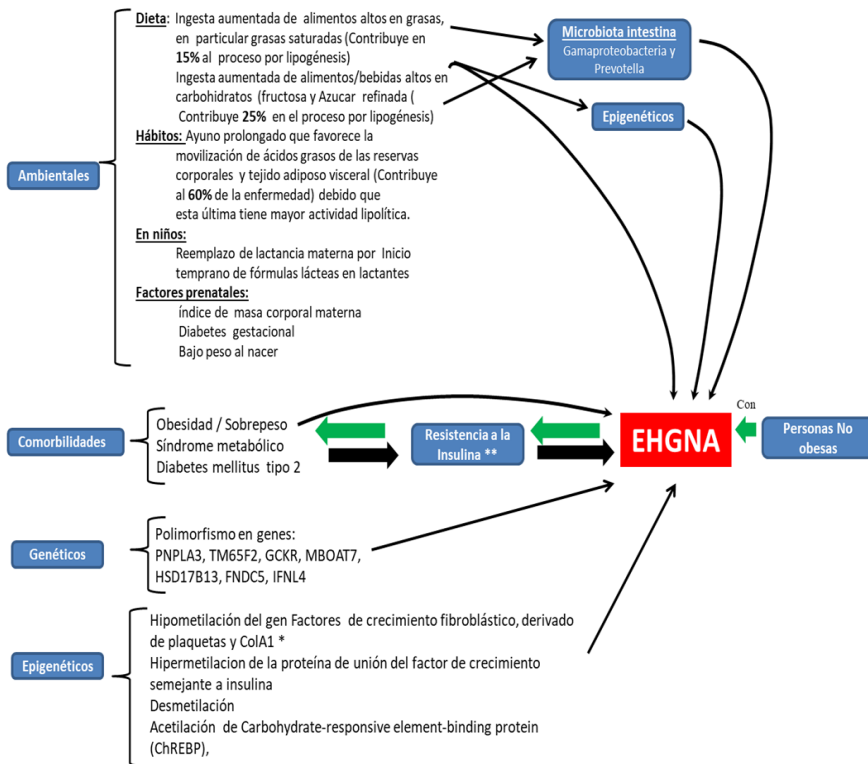 Dieta: Ingesta aumentada de alimentos altos en grasas,
en particular grasas saturadas (Contribuye en
15% al proceso por lipogénesis)
Ingesta aumentada de alimentos/bebidas altos en
carbohidratos (fructosa y Azucar refinada (
Contribuye 25% en el proceso por lipogénesis)
Hábitos: Ayuno prolongado que favorece la
movilización de ácidos grasos de las reservas
corporales y tejido adiposo visceral (Contribuye
al 60% de la enfermedad) debido que
esta última tiene mayor actividad lipolítica.
En niños:
Reemplazo de lactancia materna por Inicio
temprano de fórmulas lácteas en lactantes
Factores prenatales:
índice de masa corporal materna
Diabetes gestacional
Bajo peso al nacer
Ambientales
Microbiota intestina
Gamaproteobacteria y
Prevotella
Epigenéticos
Comorbilidades
Obesidad / Sobrepeso
Síndrome metabólico
Diabetes mellitus tipo 2
Resistencia a la
Insulina **
EHGNA
Con
Personas No
obesas
Genéticos
Polimorfismo en genes:
PNPLA3, TM65F2, GCKR, MBOAT7,
HSD17B13, FNDC5, IFNL4
Epigenéticos
Hipometilación del gen Factores de crecimiento fibroblástico, derivado
de plaquetas y ColA1 *
Hipermetilacion de la proteína de unión del factor de crecimiento
semejante a insulina
Desmetilación
Acetilación de Carbohydrate-responsive element-binding protein
(ChREBP),